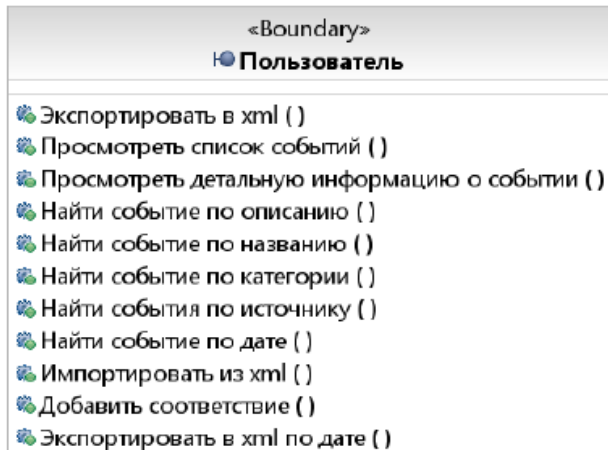 «Boundary»
Пользователь
Экспортировать в xml ( )
Просмотреть список событий ( )
Просмотреть детальную информацию о событии ( )
Найти событие по описанию ( )
Найти событие по названию ( )
Найти событие по категории ( )
Найти события по источнику ( )
Найти событие по дате ( )
Импортировать из xml ( )
Добавить соответствие ( )
Экспортировать в xml по дате ( )